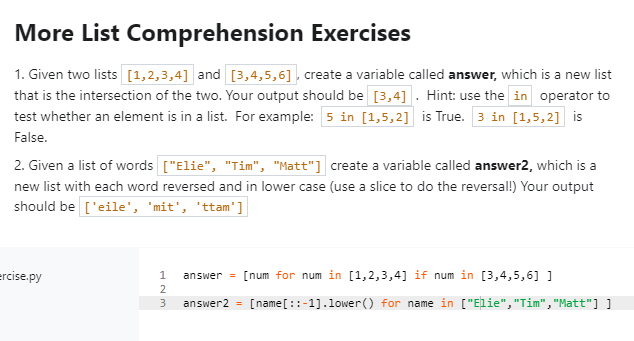 More List Comprehension Exercises
1. Given two lists [1,2,3,4] and [3,4,5,6], create a variable called answer, which is a new list
that is the intersection of the two. Your output should be [3,4] . Hint: use the in operator to
test whether an element is in a list. For example: 5 in [1,5,2] is True. 3 in [1,5,2] is
False.
2. Given a list of words ["Elie", "Tim", "Matt"] create a variable called answer2, which is a
new list with each word reversed and in lower case (use a slice to do the reversal!) Your output
should be ['eile', 'mit', 'ttam']
ercise.py
1 answer = [num for num in [1,2,3,4] if num in [3,4,5,6] ]
2
3 answer2 = [name[::-1].lower() for name in ["Elie","Tim","Matt"] ]